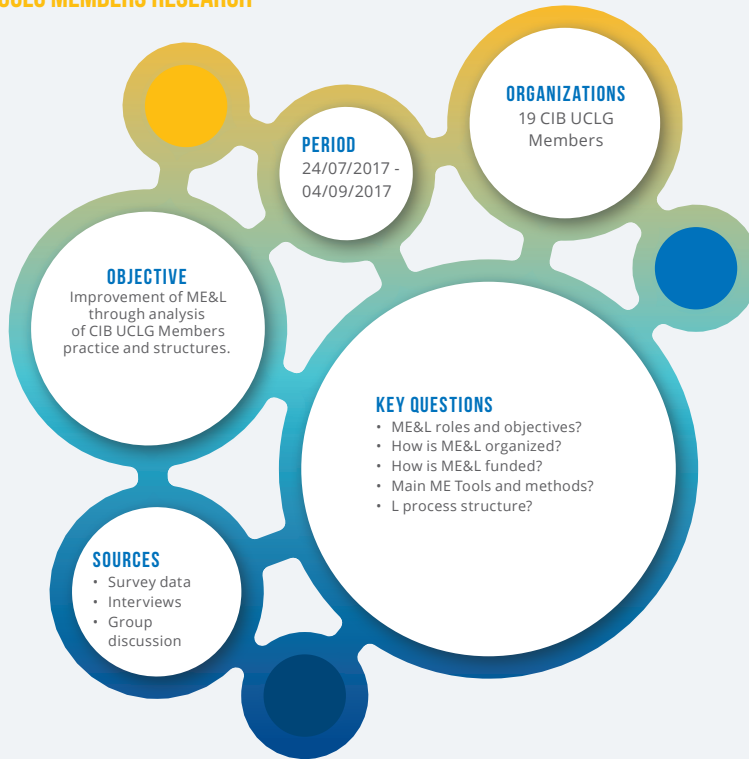 MEMBERS RESEARCH
ORGANIZATIONS
19 CIB UCLG
Members
PERIOD
24/07/2017 -
04/09/2017
OBJECTIVE
Improvement of ME&L
through analysis
of CIB UCLG Members
practice and structures.
KEY QUESTIONS
• ME&L roles and objectives?
• How is ME&L organized?
• How is ME&L funded?
• Main ME Tools and methods?
• L process structure?
SOURCES
• Survey data
• Interviews
• Group
discussion